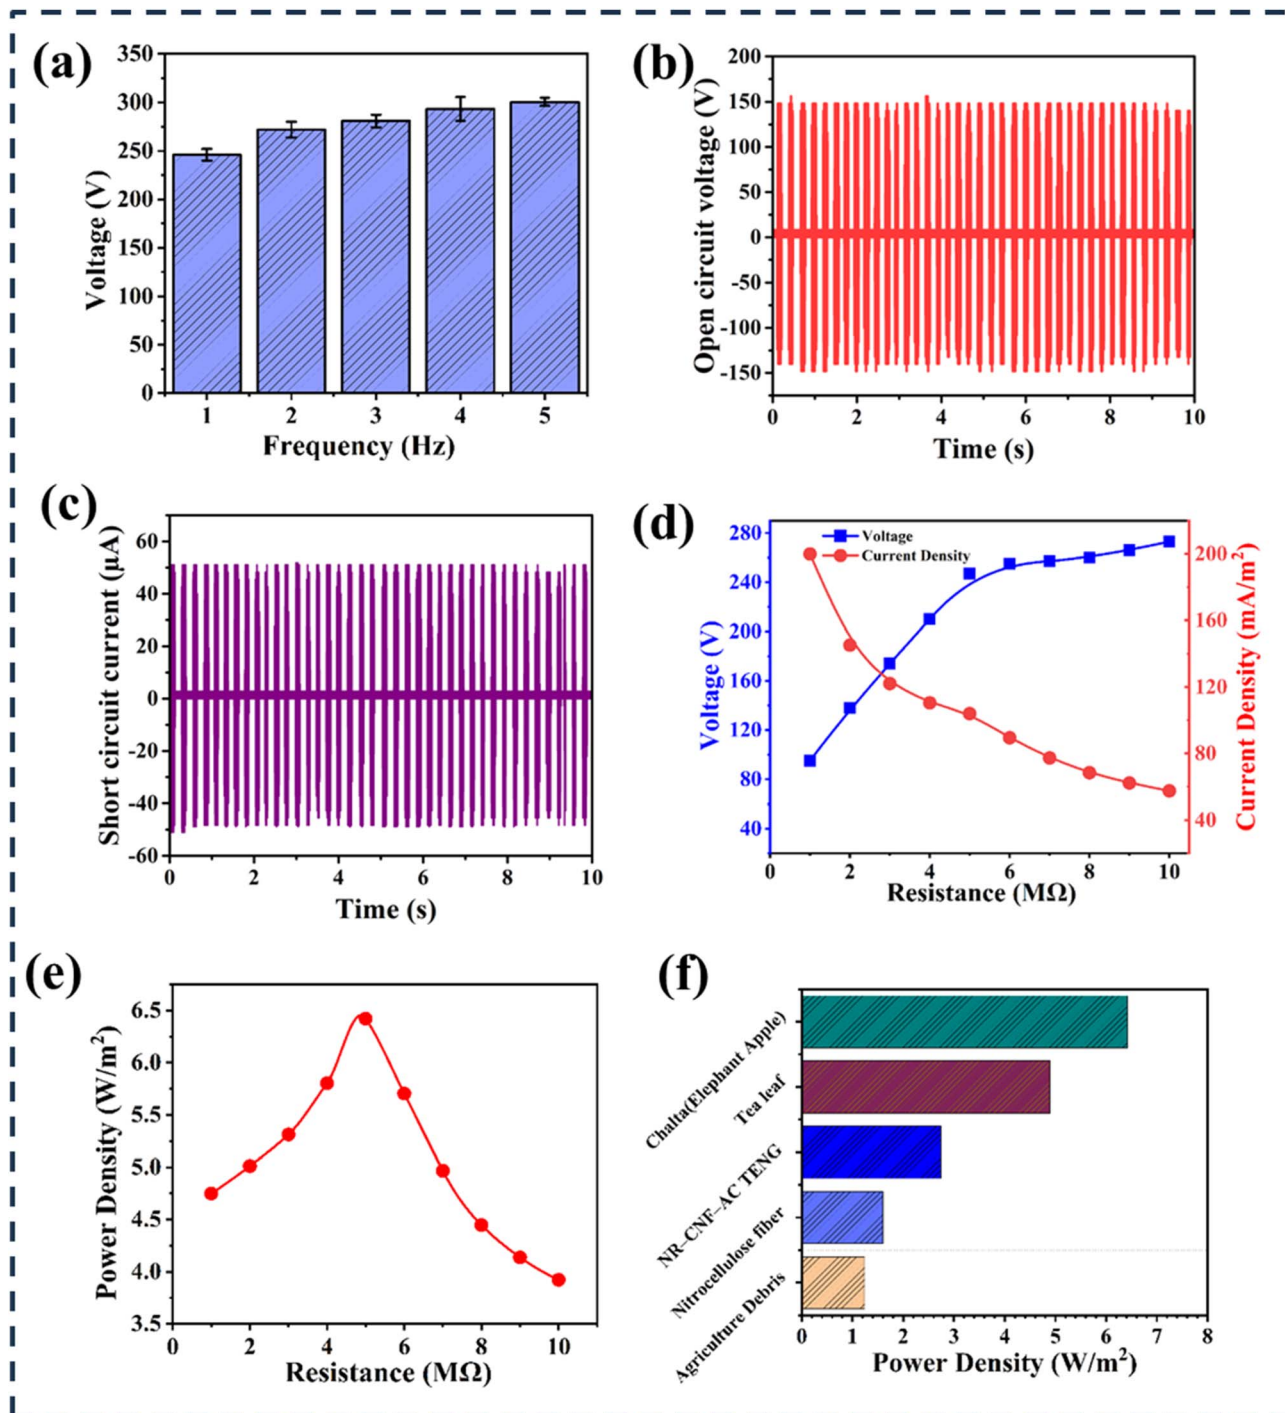 (a)
350
300
250
200
150
100
50
0
Voltage (V)
1 2 3 4 5
Frequency (Hz)
(b)
200
150
100
50
0
-50
-100
-150
Open circuit voltage (V)
0 2 4 6 8 10
Time (s)
(c)
60
40
20
0
-20
-40
-60
Short circuit current (µA)
0 2 4 6 8 10
Time (s)
(d)
Voltage
Current Density
280
240
200
160
120
80
40
Voltage (V)
200
160
120
80
40
Current Density (mA/m²)
0 2 4 6 8 10
Resistance (MΩ)
(e)
6.5
6.0
5.5
5.0
4.5
4.0
3.5
Power Density (W/m²)
0 2 4 6 8 10
Resistance (MΩ)
(f)
Chalta(Elephant Apple)
Tea leaf
NR–CNF–AC TENG
Nitrocellulose fiber
Agriculture Debris
0 1 2 3 4 5 6 7 8
Power Density (W/m²)